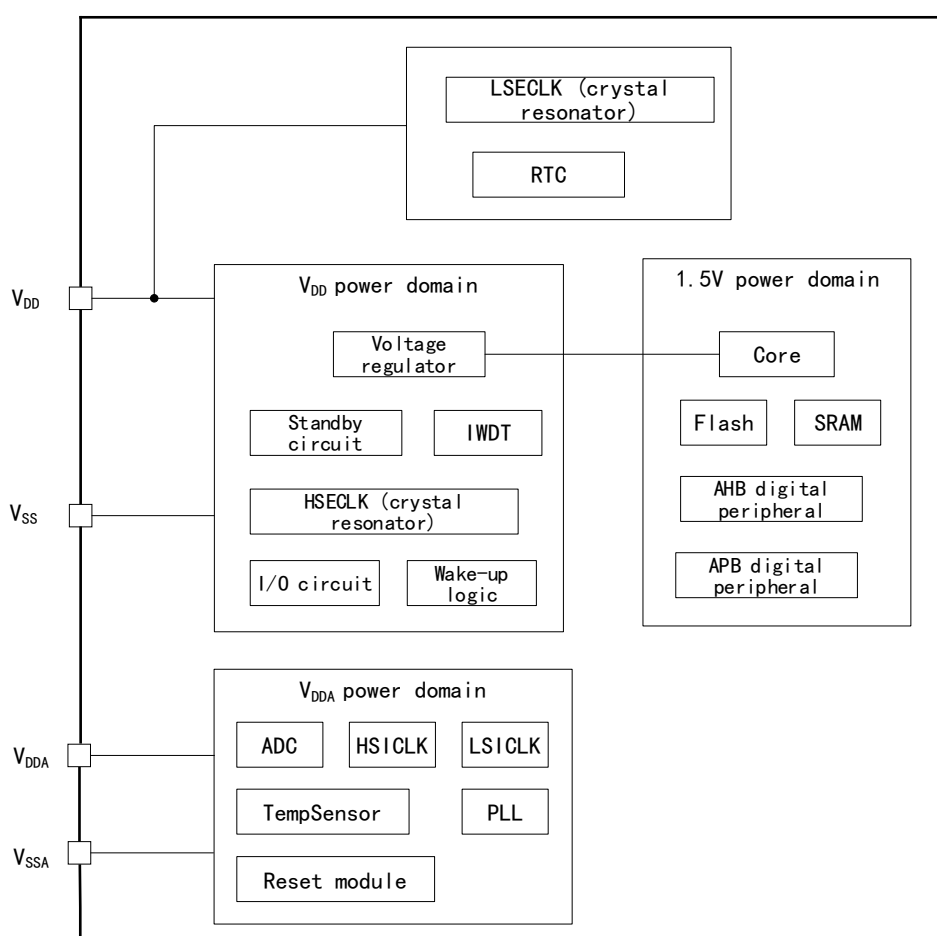 LSECLK (crystal
resonator)
RTC
VDD
VDD power domain
Voltage
regulator
Standby
circuit
IWDT
HSECLK (crystal
resonator)
I/O circuit
Wake-up
logic
1.5V power domain
Core
Flash
SRAM
AHB digital
peripheral
APB digital
peripheral
VSS
VDDA power domain
ADC
HSICLK
LSICLK
TempSensor
PLL
Reset module
VDDA
VSSA